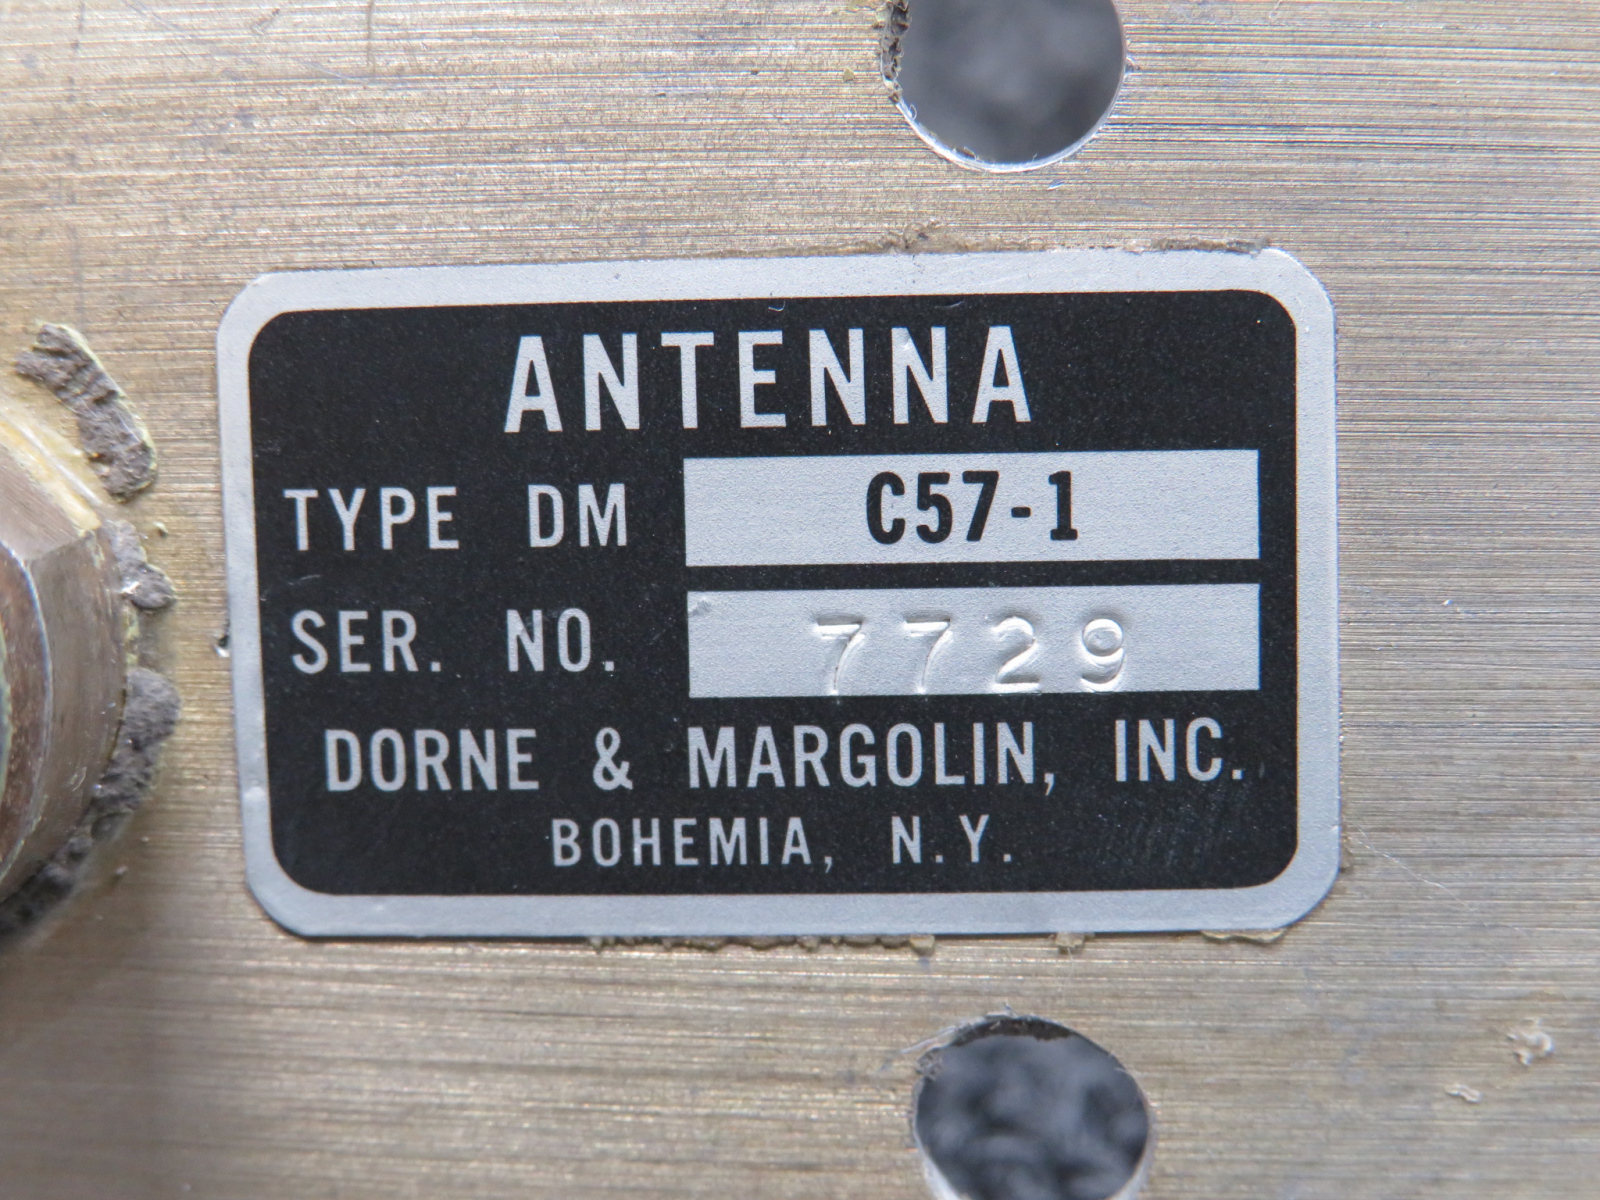 ANTENNA
TYPE DM C57-1
SER. NO. 7729
DORNE & MARGOLIN, INC.
BOHEMIA, N.Y.